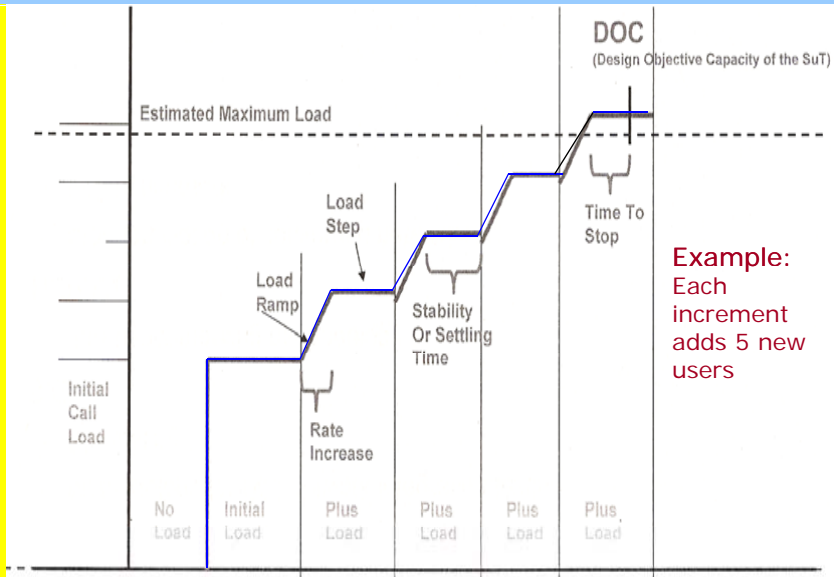 DOC
(Design Objective Capacity of the SuT)
Estimated Maximum Load
Load
Step
Time To
Stop
Load
Ramp
Stability
Or Settling
Time
Example:
Each
increment
adds 5 new
users
Initial
Call
Load
Rate
Increase
No
Load
Initial
Load
Plus
Load
Plus
Load
Plus
Load
Plus
Load